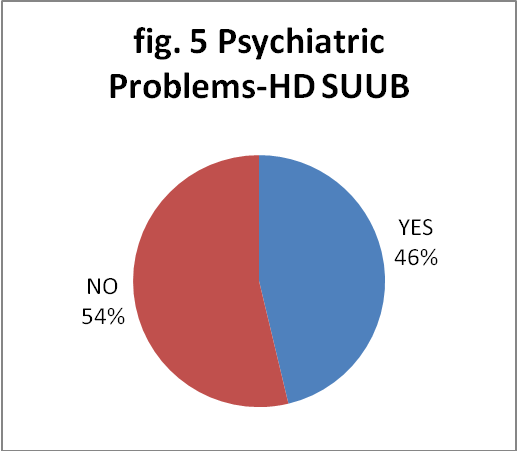 fig. 5 Psychiatric
Problems-HD SUUB
YES
46%
NO
54%